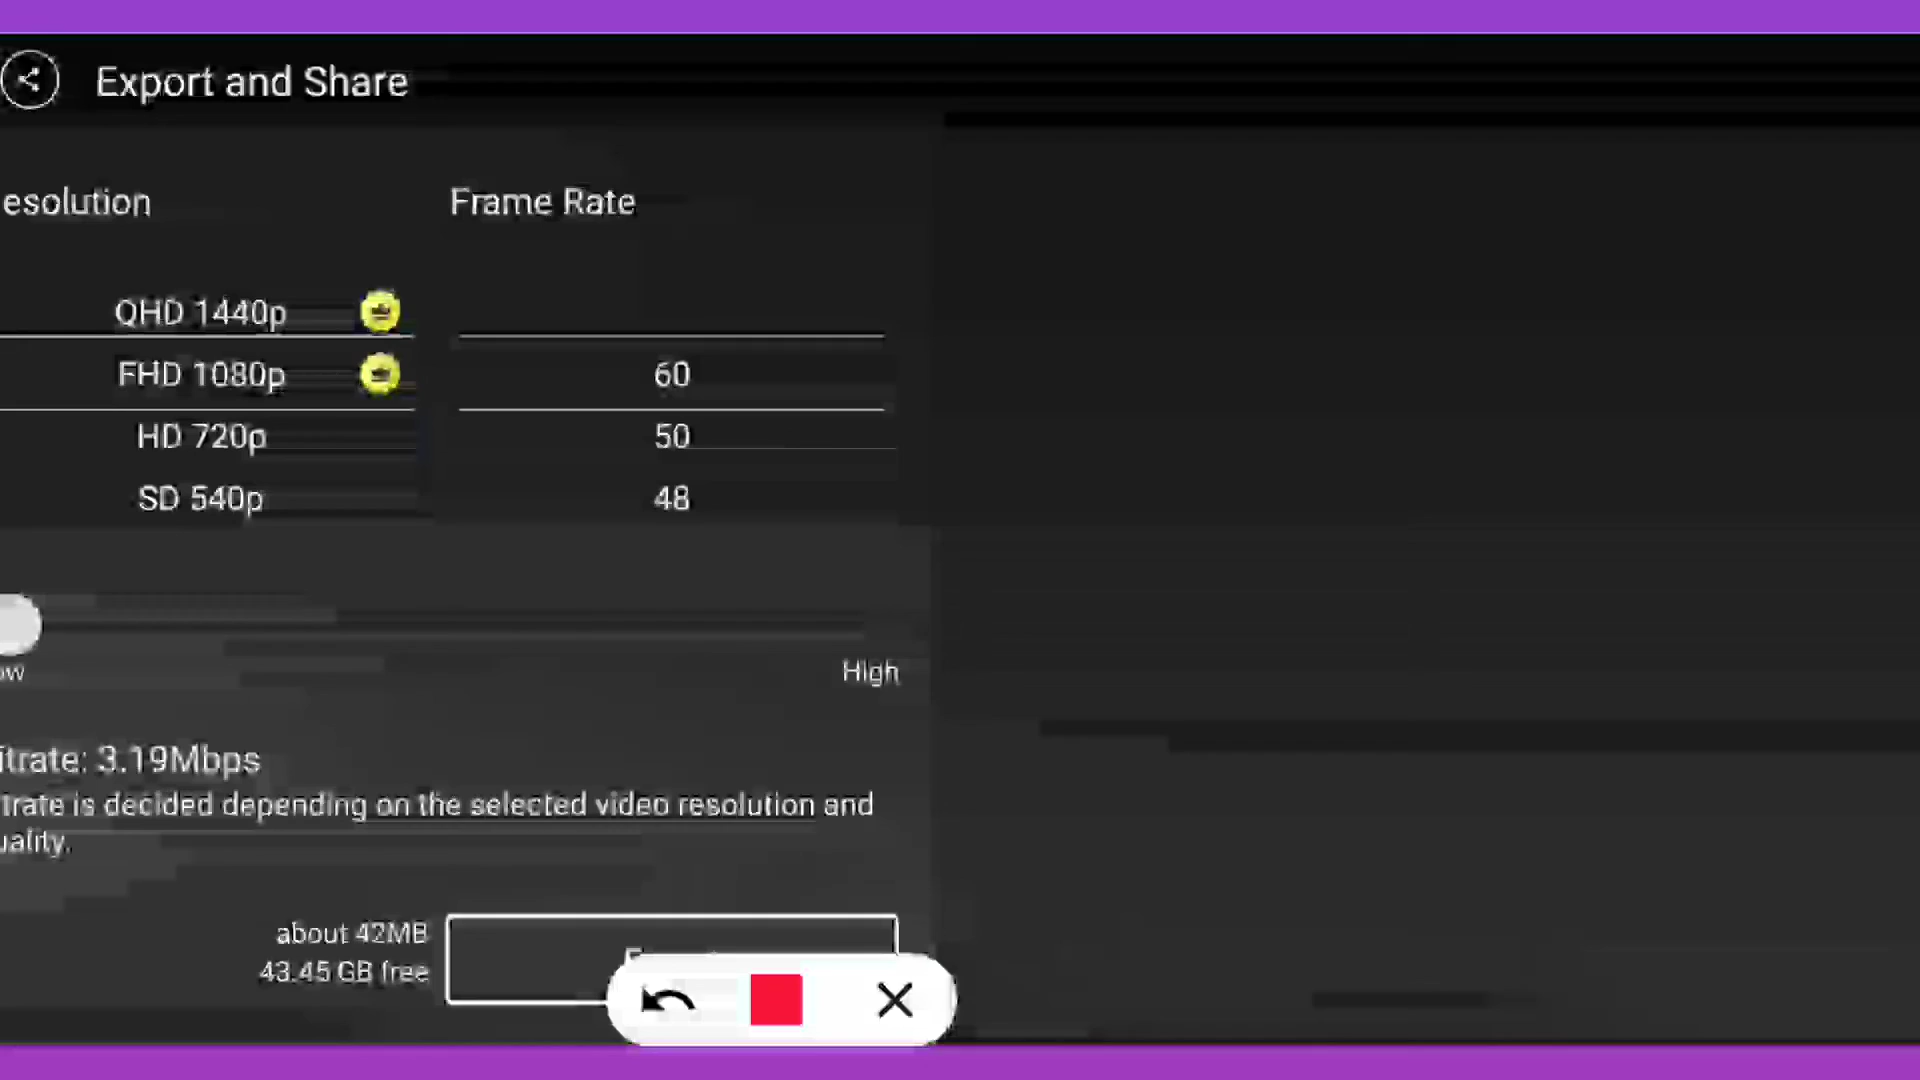 Export and Share
esolution
Frame Rate
QHD 1440p
FHD 1080p
60
HD 720p
50
SD 540p
48
ow
High
itrate: 3.19Mbps
trate is decided depending on the selected video resolution and
uality.
about 42MB
43.45 GB free